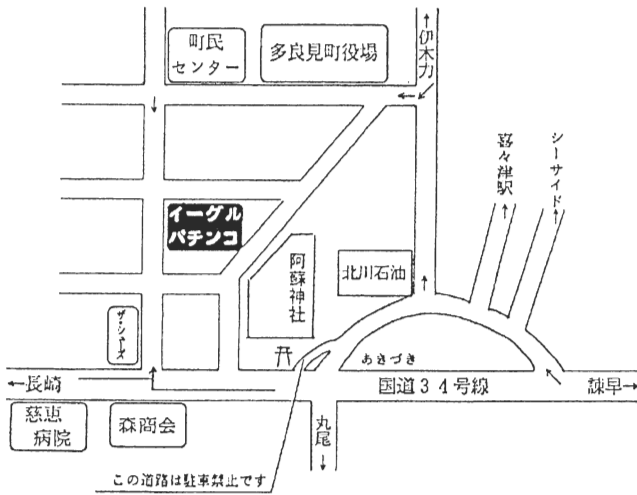 町民
センター
多良見町役場
↑伊木力
喜々津駅
シーサイド
イーグル
パチンコ
阿蘇神社
北川石油
ザ・シューズ
あきづき
←長崎
国道34号線
諫早→
慈恵
病院
森商会
丸尾
この道路は駐車禁止です